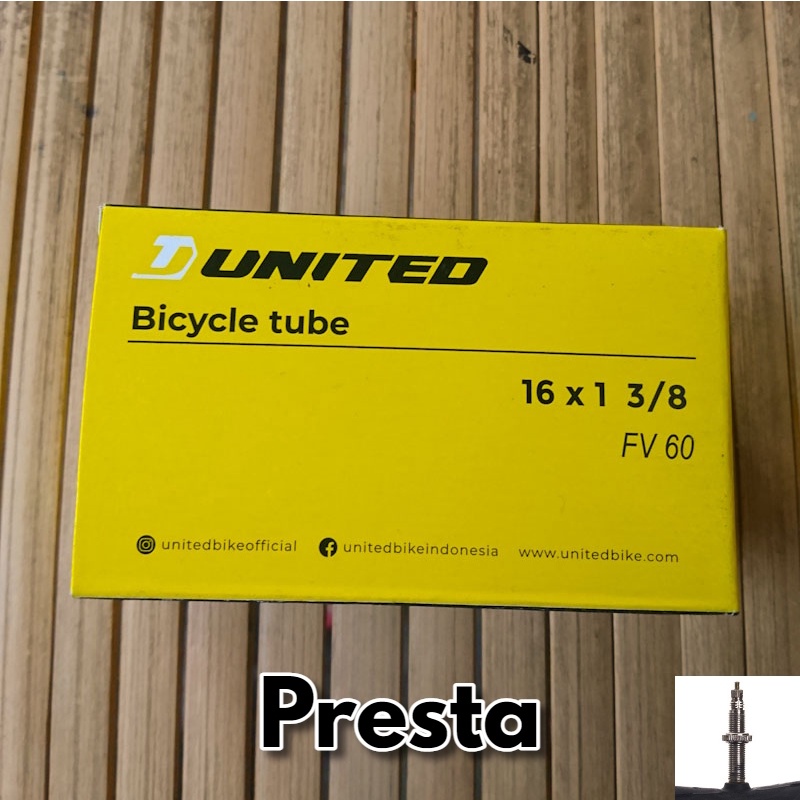 UNITED
Bicycle tube
16 x 1 3/8
FV 60
unitedbikeofficial unitedbikeindonesia www.unitedbike.com
Presta